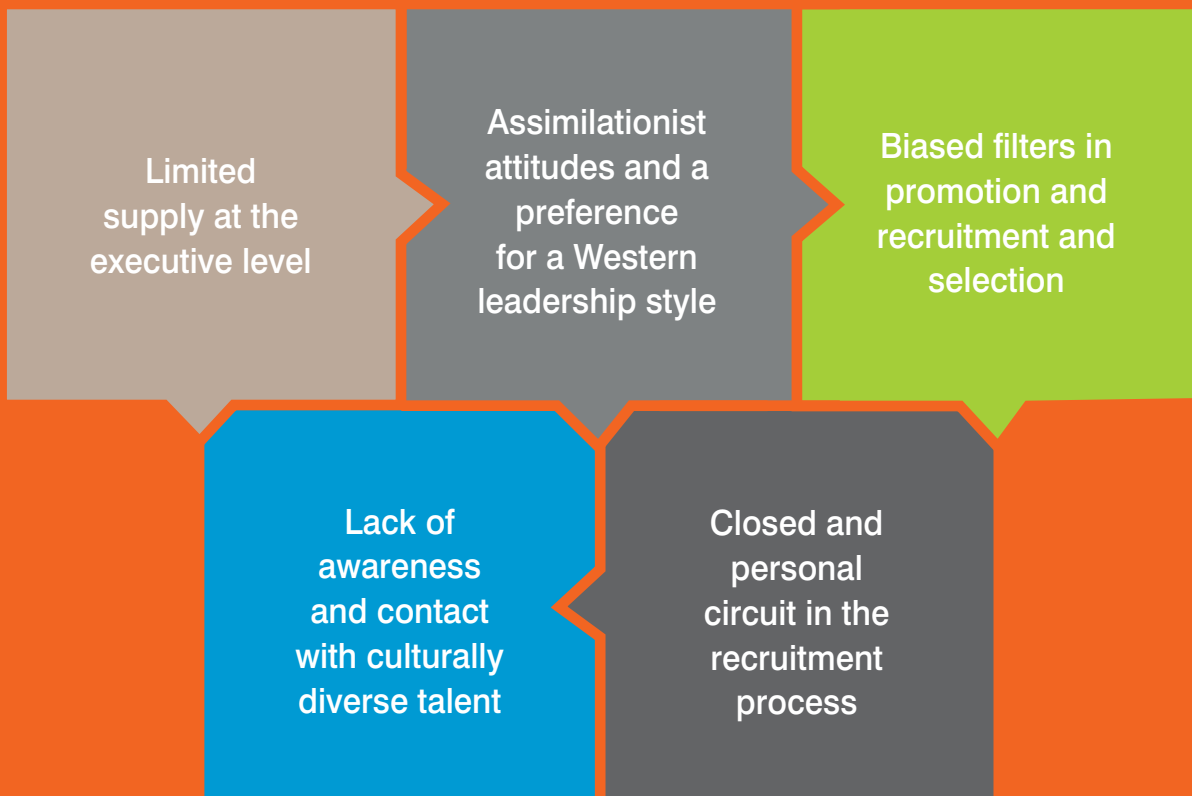 Limited
supply at the
executive level
Assimilationist
attitudes and a
preference
for a Western
leadership style
Biased filters in
promotion and
recruitment and
selection
Lack of
awareness
and contact
with culturally
diverse talent
Closed and
personal
circuit in the
recruitment
process